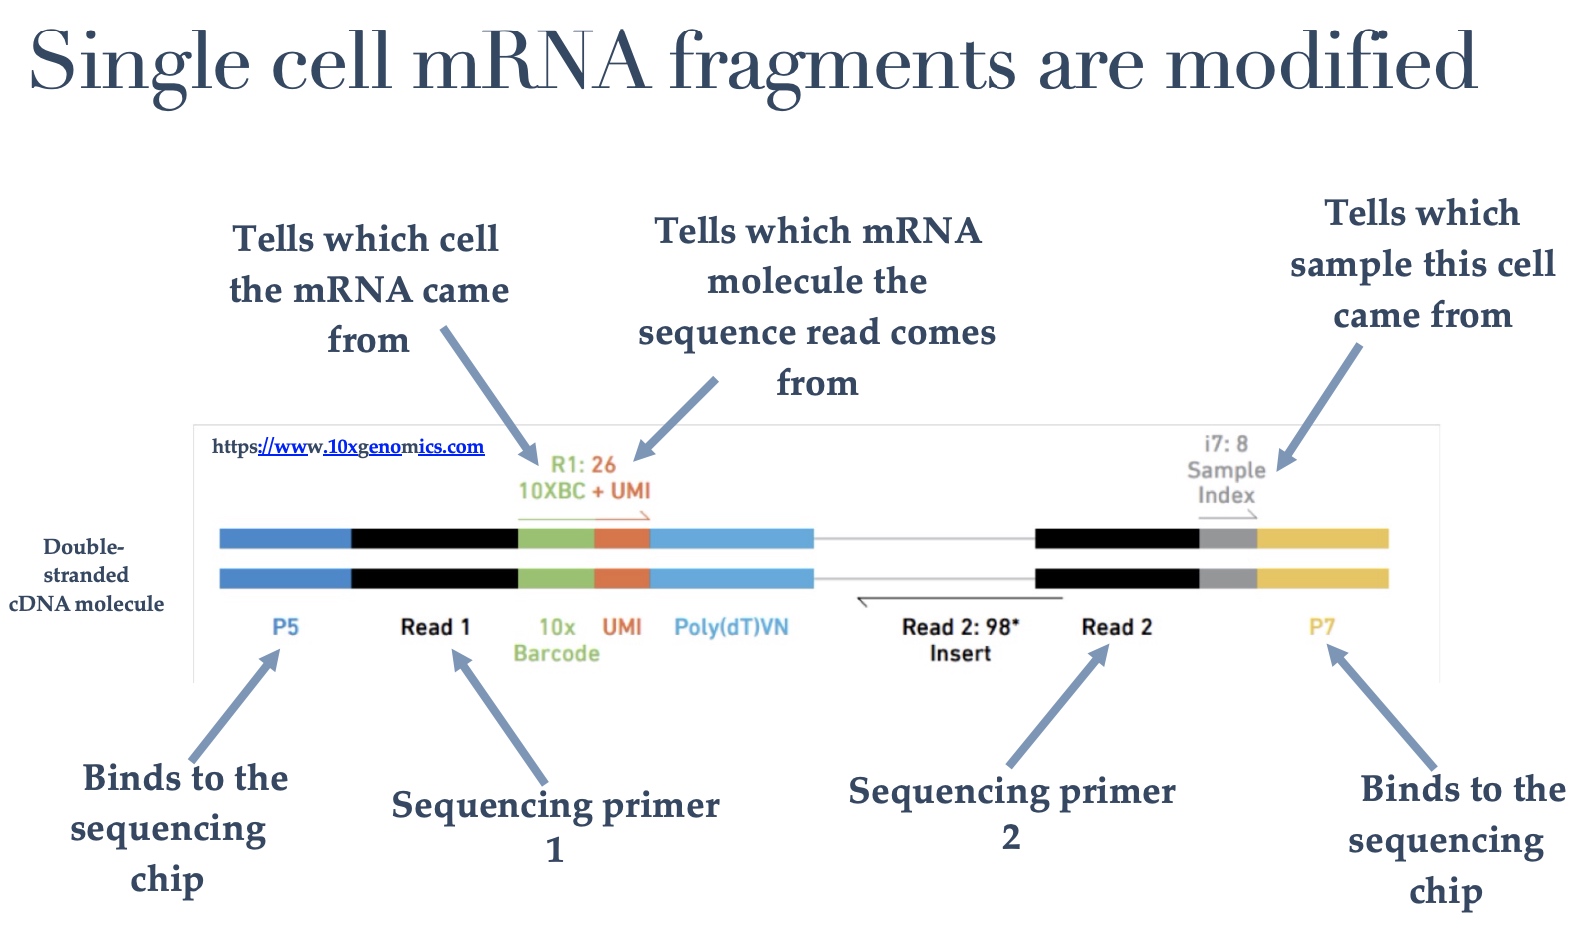 Single cell mRNA fragments are modified
Tells which cell
the mRNA came
from
Tells which mRNA
molecule the
sequence read comes
from
Tells which
sample this cell
came from
https://www.10xgenomics.com
R1: 26
10XBC + UMI
i7: 8
Sample
Index
Double-
stranded
cDNA molecule
P5
Read 1
10x
Barcode
UMI
Poly(dT)VN
Read 2: 98*
Insert
Read 2
P7
Binds to the
sequencing
chip
Sequencing primer
1
Sequencing primer
2
Binds to the
sequencing
chip